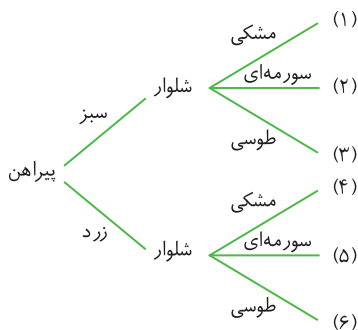 (۱)
مشکی
سورمه‌ای
(۲)
شلوار
طوسی
(۳)
سبز
پیراهن
زرد
(۴)
مشکی
سورمه‌ای
(۵)
شلوار
طوسی
(۶)